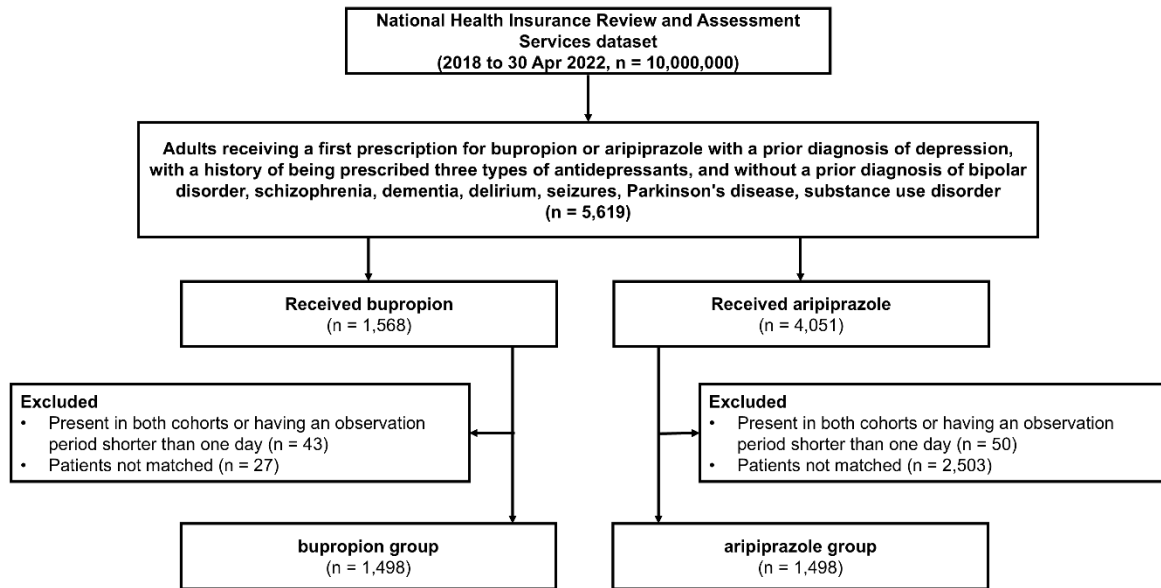 National Health Insurance Review and Assessment
Services dataset
(2018 to 30 Apr 2022, n = 10,000,000)
Adults receiving a first prescription for bupropion or aripiprazole with a prior diagnosis of depression,
with a history of being prescribed three types of antidepressants, and without a prior diagnosis of bipolar
disorder, schizophrenia, dementia, delirium, seizures, Parkinson's disease, substance use disorder
(n = 5,619)
Received bupropion
(n = 1,568)
Received aripiprazole
(n = 4,051)
Excluded
• Present in both cohorts or having an observation
period shorter than one day (n = 43)
• Patients not matched (n = 27)
Excluded
• Present in both cohorts or having an observation
period shorter than one day (n = 50)
• Patients not matched (n = 2,503)
bupropion group
(n = 1,498)
aripiprazole group
(n = 1,498)